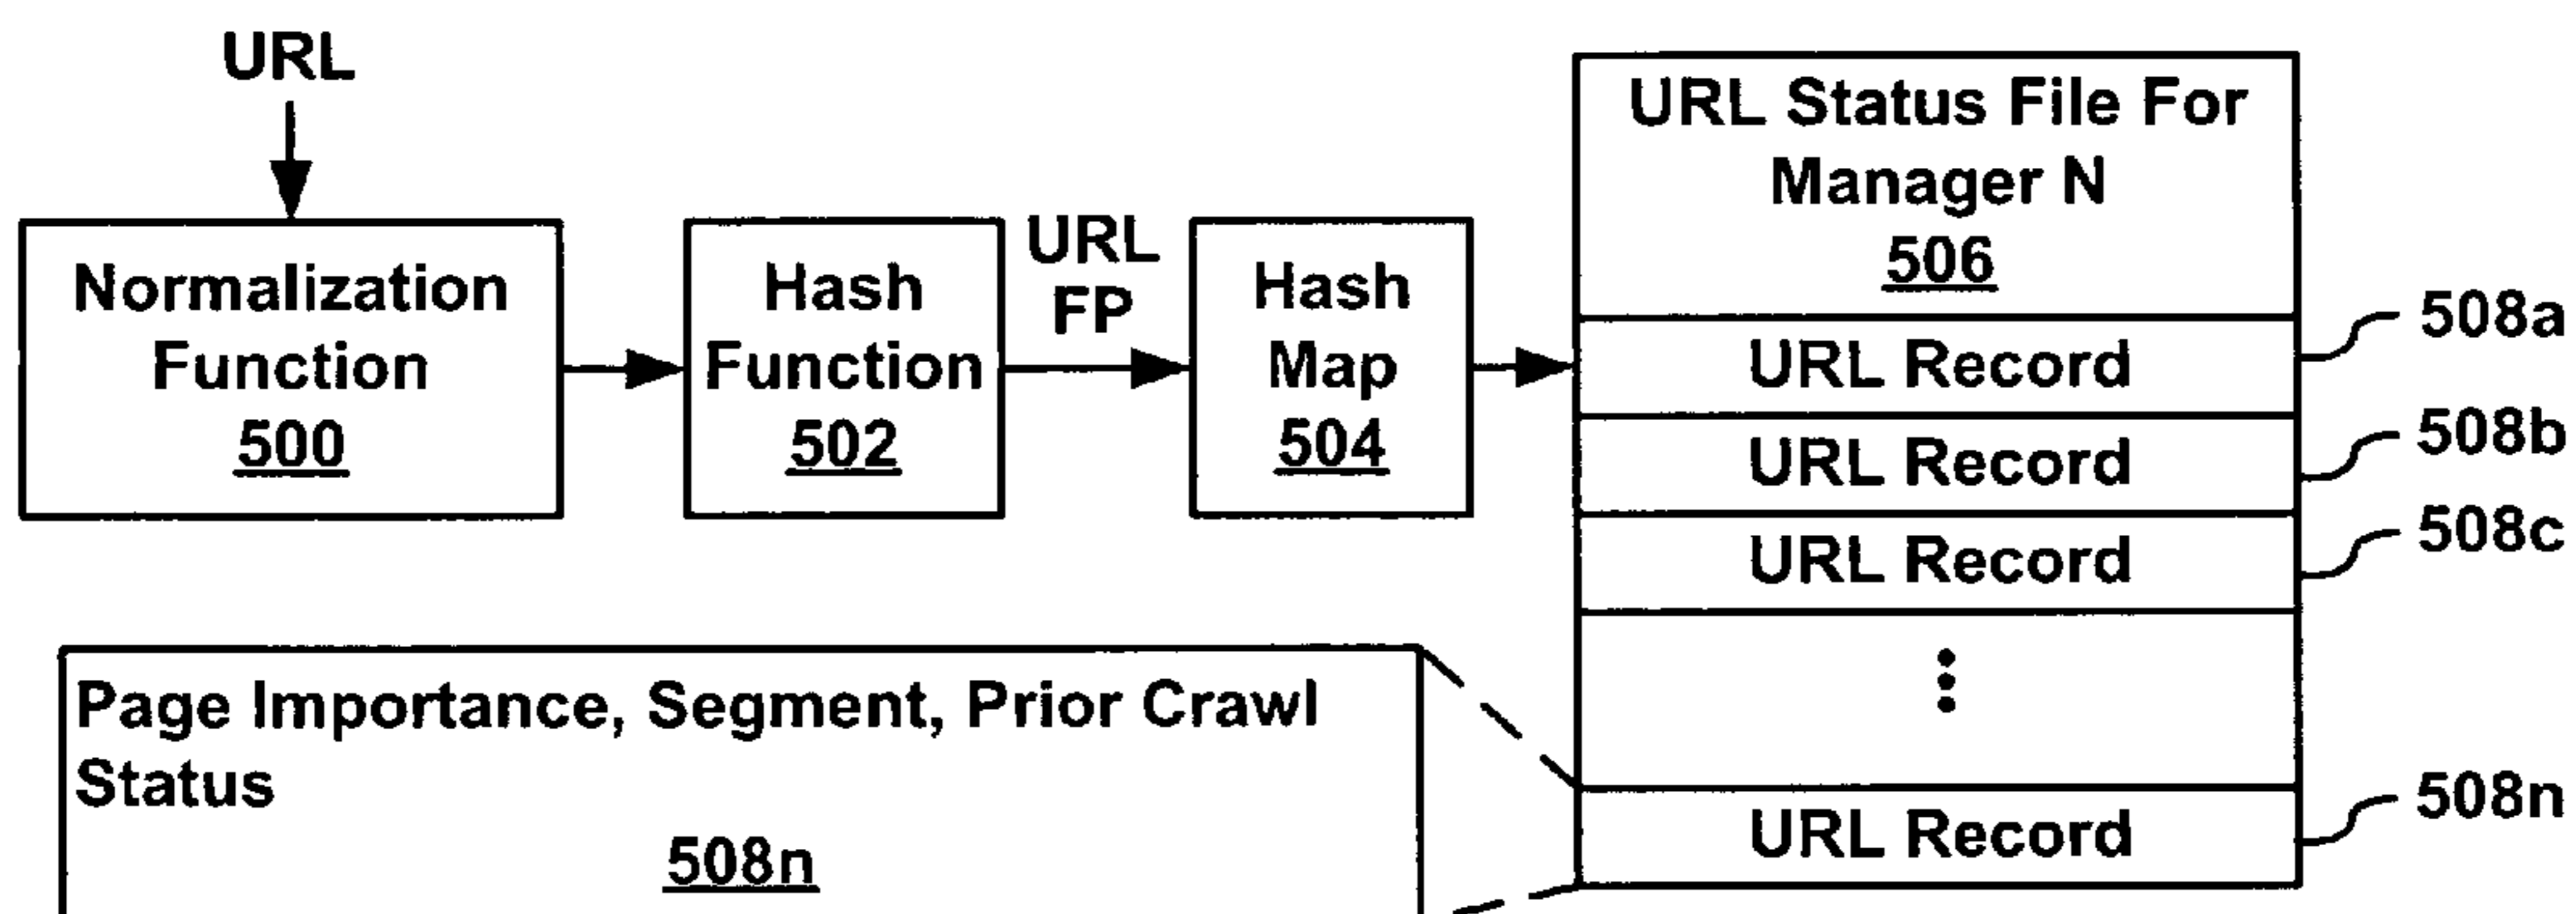 URL
Normalization
Function
500
Hash
Function
502
URL
FP
Hash
Map
504
URL Status File For
Manager N
506
URL Record
508a
URL Record
508b
URL Record
508c
URL Record
508n
Page Importance, Segment, Prior Crawl
Status
508n